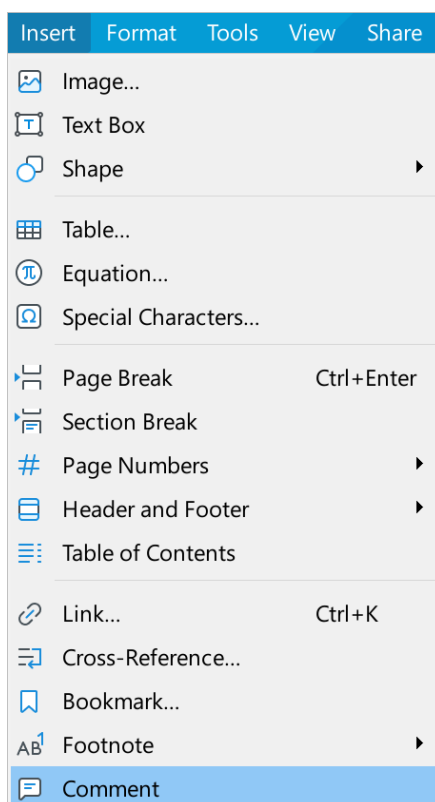 Insert Format Tools View Share
Image...
Text Box
Shape
Table...
Equation...
Special Characters...
Page Break Ctrl+Enter
Section Break
Page Numbers
Header and Footer
Table of Contents
Link... Ctrl+K
Cross-Reference...
Bookmark...
Footnote
Comment